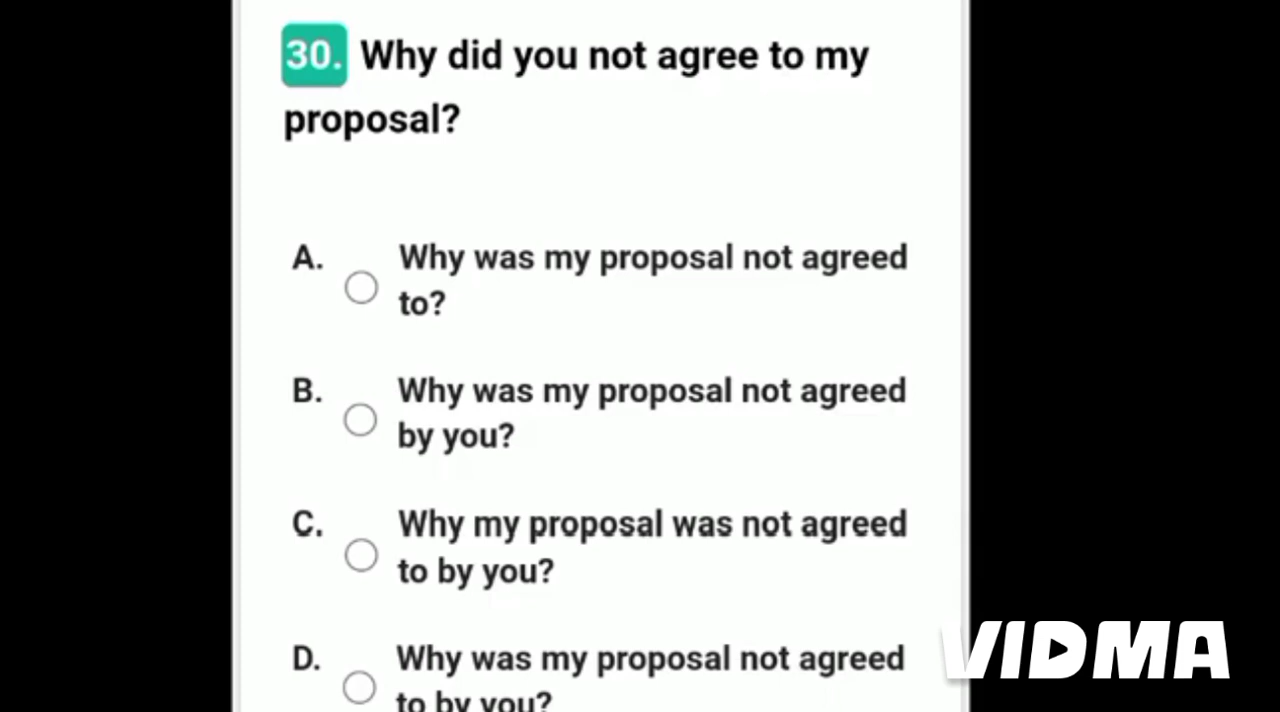 30. Why did you not agree to my
proposal?
A. Why was my proposal not agreed
to?
B. Why was my proposal not agreed
by you?
C. Why my proposal was not agreed
to by you?
D. Why was my proposal not agreed
to by you?
VIDMA